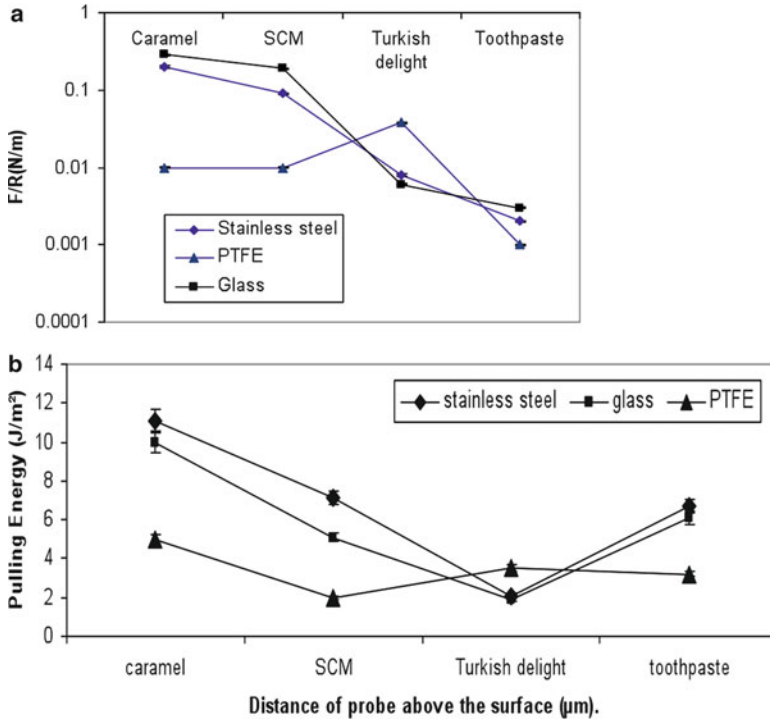 a
1
0.1
0.01
0.001
0.0001
F/R(N/m)
Caramel SCM Turkish delight Toothpaste
Stainless steel
PTFE
Glass
b
14
12
10
8
6
4
2
0
Pulling Energy (J/m²)
stainless steel glass PTFE
caramel SCM Turkish delight toothpaste
Distance of probe above the surface (µm).